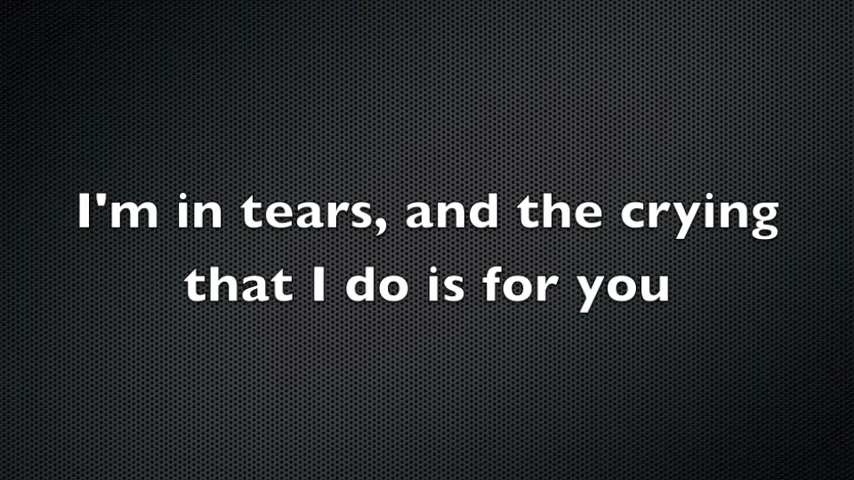 I'm in tears, and the crying
that I do is for you